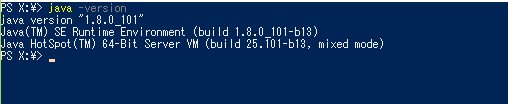 PS X:¥> java -version
java version "1.8.0_101"
Java(TM) SE Runtime Environment (build 1.8.0_101-b13)
Java HotSpot(TM) 64-Bit Server VM (build 25.101-b13, mixed mode)
PS X:¥> _